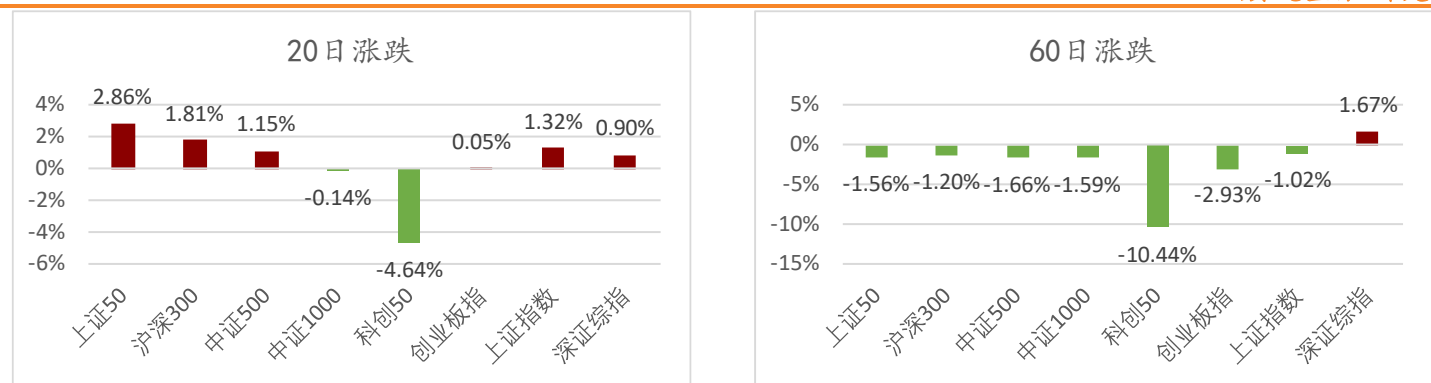 20日涨跌
4%
2%
0%
-2%
-4%
-6%
2.86%
1.81%
1.15%
-0.14%
-4.64%
0.05%
1.32%
0.90%
上证50
沪深300
中证500
中证1000
科创50
创业板指
上证指数
深证综指
60日涨跌
5%
0%
-5%
-10%
-15%
-1.56%
-1.20%
-1.66%
-1.59%
-10.44%
-2.93%
-1.02%
1.67%
上证50
沪深300
中证500
中证1000
科创50
创业板指
上证指数
深证综指